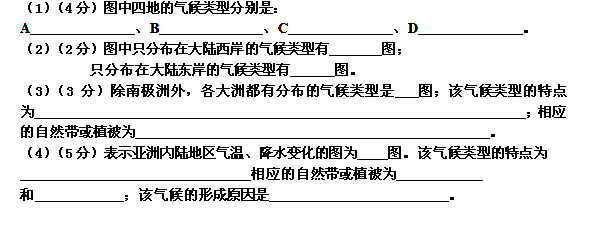 （1）（4分）图中四地的气候类型分别是：
A____________、B____________、C____________、D____________。
（2）（2分）图中只分布在大陆西岸的气候类型有______图；
只分布在大陆东岸的气候类型有_____图。
（3）（3 分）除南极洲外，各大洲都有分布的气候类型是___图；该气候类型的特点
为____________________________________________________________；相应
的自然带或植被为____________________________________________。
（4）（5分）表示亚洲内陆地区气温、降水变化的图为____图。该气候类型的特点为
____________________________相应的自然带或植被为___________
和___________；该气候的形成原因是______________________。